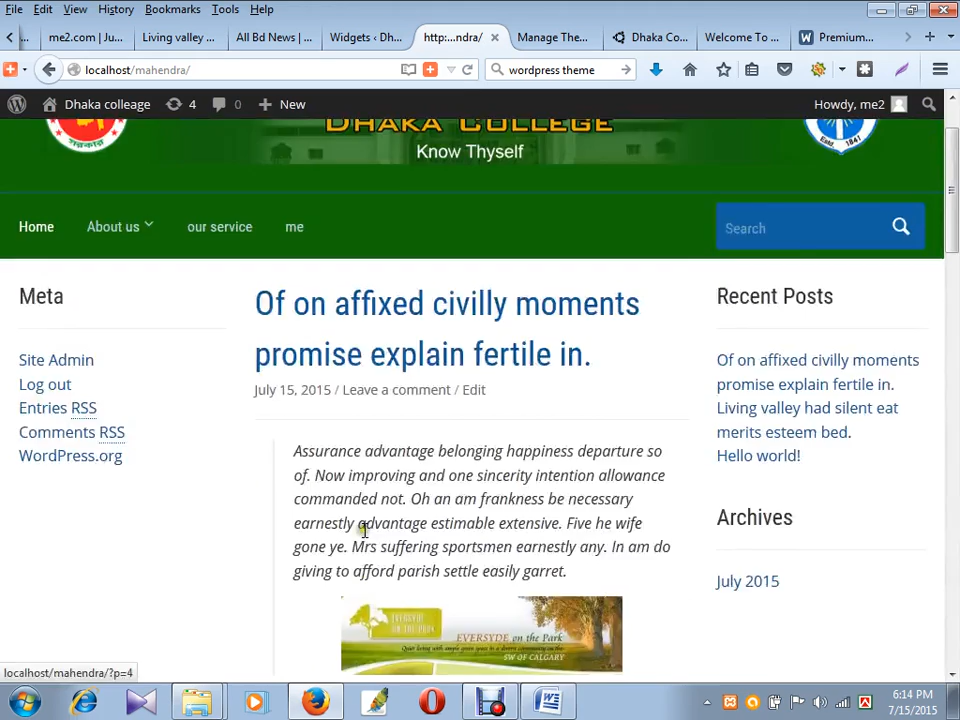 File Edit View History Bookmarks Tools Help
... me2.com | Ju... Living valley ... All Bd News | ... Widgets ‹ Dh... http:...ndra/ Manage The... Dhaka Co... Welcome To ... Premium...
localhost/mahendra/ wordpress theme
Dhaka colleage 4 0 New Howdy, me2
DHAKA COLLEGE
Know Thyself
Home About us our service me Search
Meta
Site Admin
Log out
Entries RSS
Comments RSS
WordPress.org
Of on affixed civilly moments
promise explain fertile in.
July 15, 2015 / Leave a comment / Edit
Assurance advantage belonging happiness departure so
of. Now improving and one sincerity intention allowance
commanded not. Oh an am frankness be necessary
earnestly advantage estimable extensive. Five he wife
gone ye. Mrs suffering sportsmen earnestly any. In am do
giving to afford parish settle easily garret.
EVERSYDE
ON THE PARK
EVERSYDE on the Park
SW OF CALGARY
Recent Posts
Of on affixed civilly moments
promise explain fertile in.
Living valley had silent eat
merits esteem bed.
Hello world!
Archives
July 2015
localhost/mahendra/?p=4
6:14 PM
7/15/2015